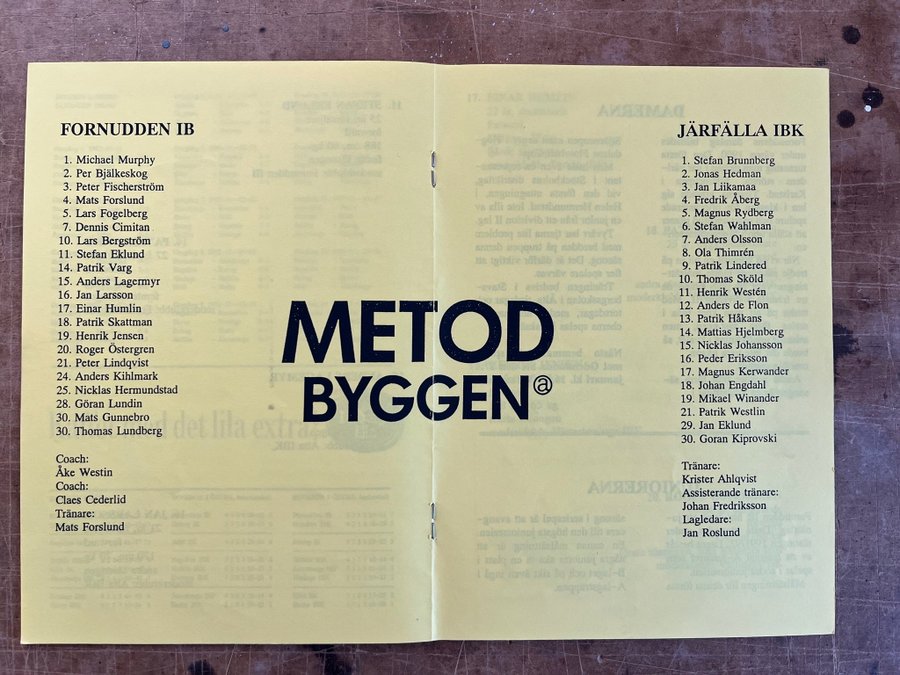 FORNUDDEN IB
1. Michael Murphy
2. Per Bjälkeskog
3. Peter Fischerström
4. Mats Forslund
5. Lars Fogelberg
7. Dennis Cimitan
10. Lars Bergström
11. Stefan Eklund
14. Patrik Varg
15. Anders Lagermyr
16. Jan Larsson
17. Einar Humlin
18. Patrik Skattman
19. Henrik Jensen
20. Roger Östergren
21. Peter Lindqvist
24. Anders Kihlmark
25. Nicklas Hermundstad
28. Göran Lundin
30. Mats Gunnebro
30. Thomas Lundberg
Coach:
Åke Westin
Coach:
Claes Cederlid
Tränare:
Mats Forslund
METOD
BYGGEN@
JÄRFÄLLA IBK
1. Stefan Brunnberg
2. Jonas Hedman
3. Jan Liikamaa
4. Fredrik Åberg
5. Magnus Rydberg
6. Stefan Wahlman
7. Anders Olsson
8. Ola Thimrén
9. Patrik Lindered
10. Thomas Sköld
11. Henrik Westén
12. Anders de Flon
13. Patrik Håkans
14. Mattias Hjelmberg
15. Nicklas Johansson
16. Peder Eriksson
17. Magnus Kerwander
18. Johan Engdahl
19. Mikael Winander
21. Patrik Westlin
29. Jan Eklund
30. Goran Kiprovski
Tränare:
Krister Ahlqvist
Assisterande tränare:
Johan Fredriksson
Lagledare:
Jan Roslund